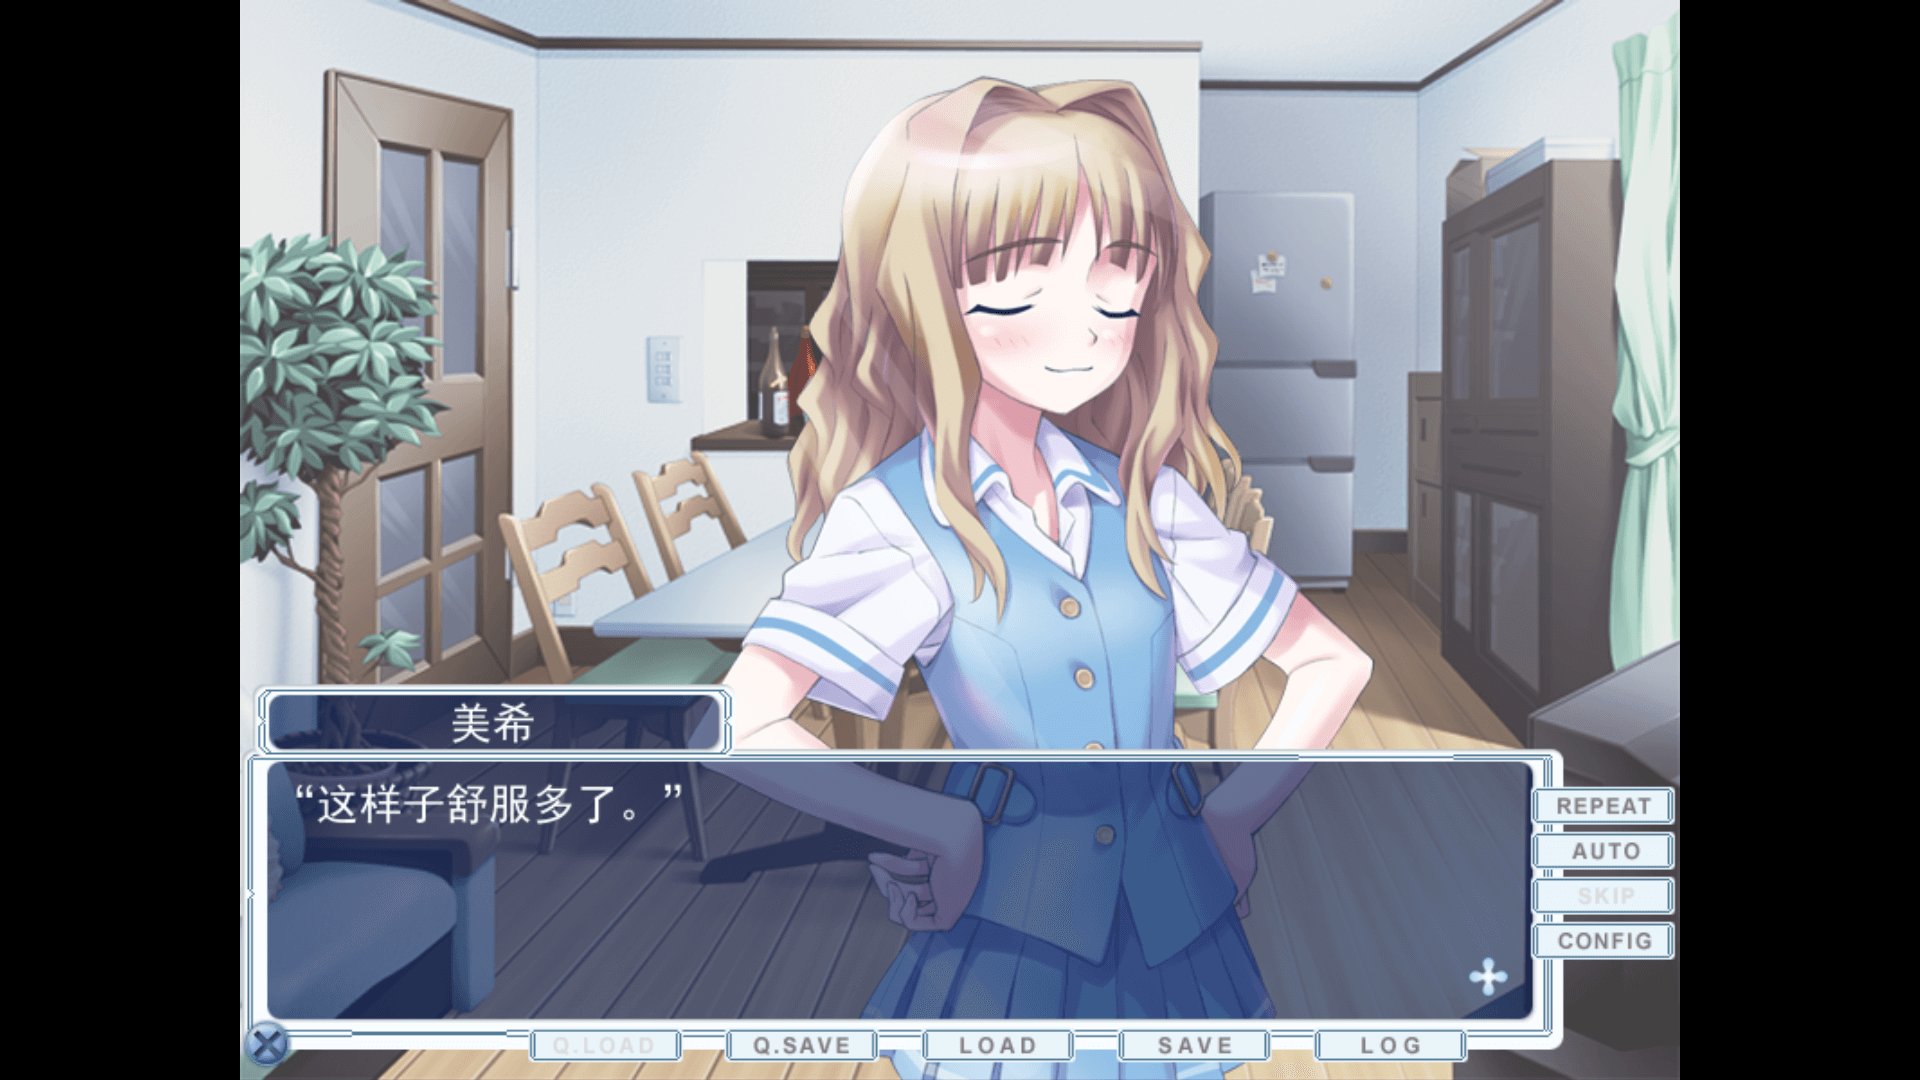 美希
“这样子舒服多了。”
REPEAT
AUTO
SKIP
CONFIG
Q.LOAD
Q.SAVE
LOAD
SAVE
LOG